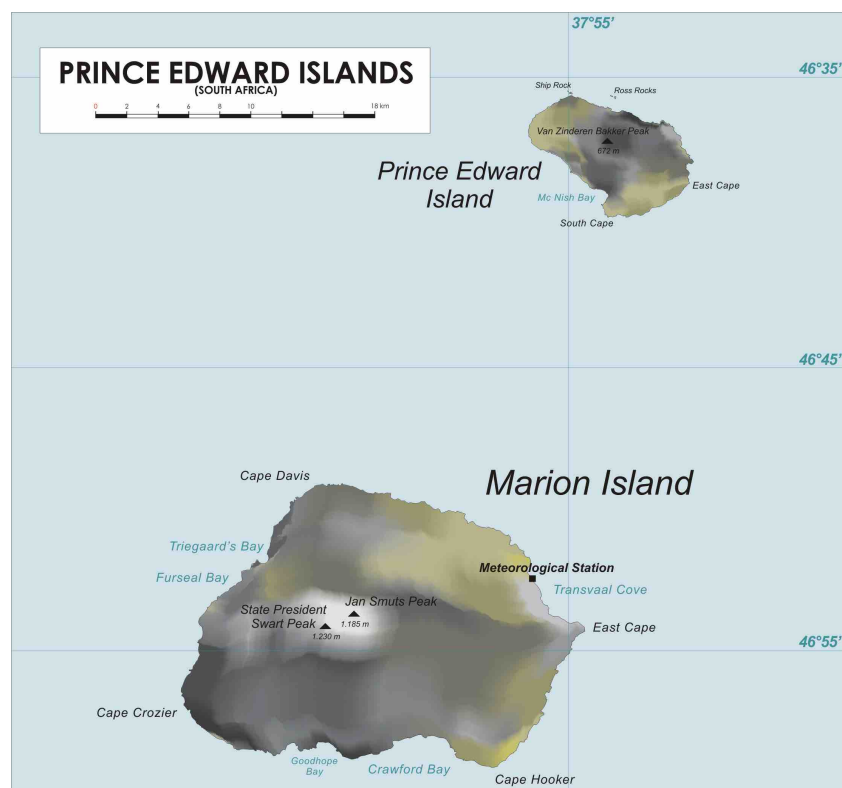 37°55'
PRINCE EDWARD ISLANDS
(SOUTH AFRICA)
0 2 4 6 8 10 18 km
46°35'
Ship Rock
Ross Rocks
Van Zinderen Bakker Peak
672 m
Prince Edward
Island
East Cape
Mc Nish Bay
South Cape
46°45'
Cape Davis
Marion Island
Triegaard's Bay
Furseal Bay
Meteorological Station
Transvaal Cove
Jan Smuts Peak
1.185 m
State President
Swart Peak
1.230 m
East Cape
46°55'
Cape Crozier
Goodhope
Bay
Crawford Bay
Cape Hooker